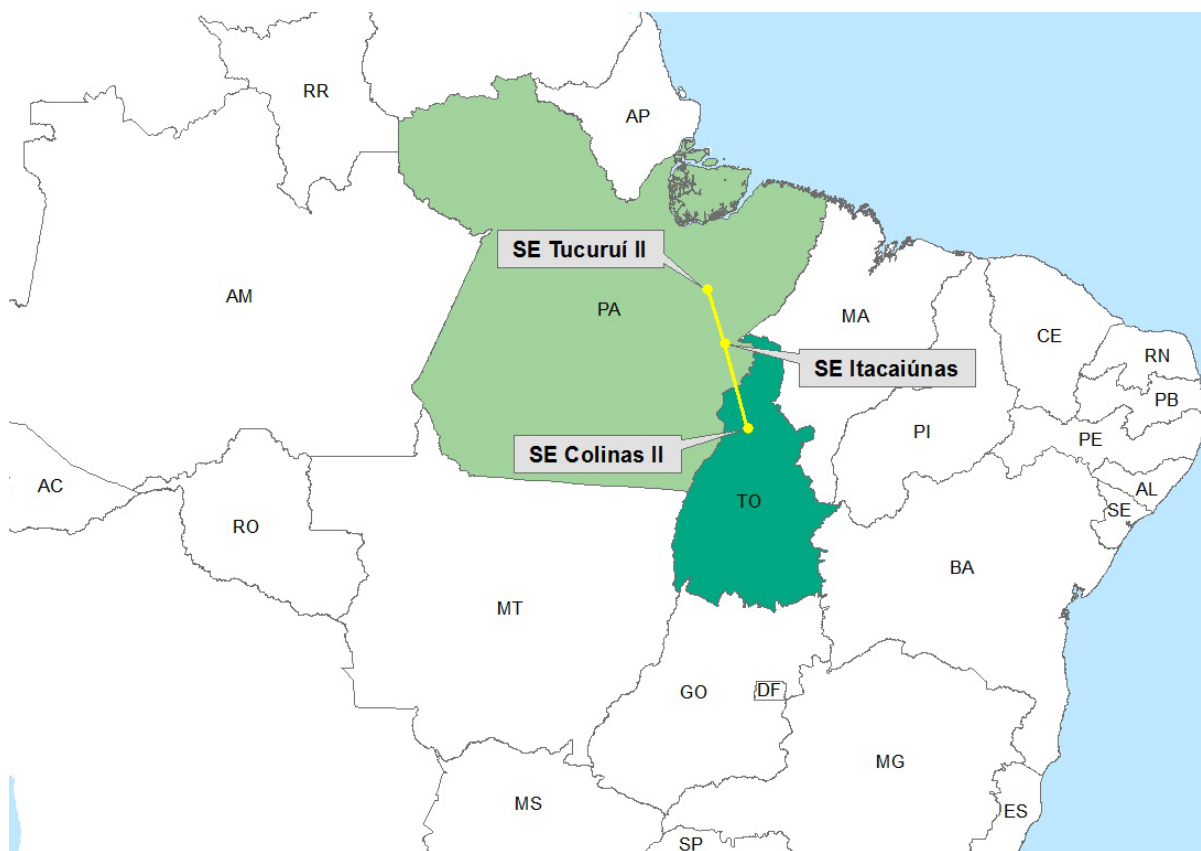 RR
AP
SE Tucuruí II
AM
PA
MA
CE
RN
SE Itacaiúnas
PB
PI
PE
SE Colinas II
AC
AL
TO
SE
RO
BA
MT
GO
DF
MG
MS
ES
SP